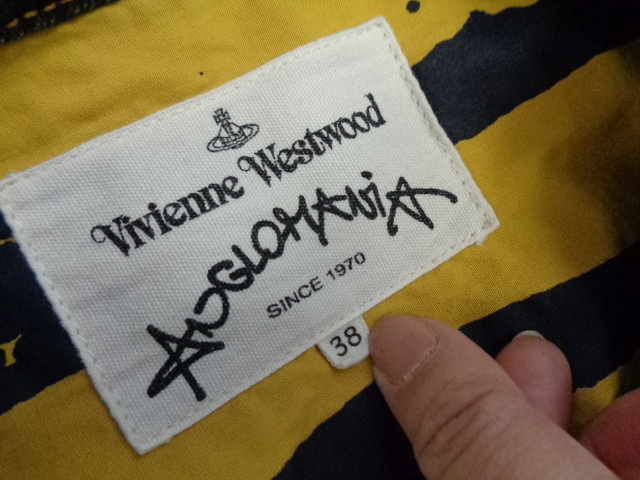 Vivienne Westwood
ANGLOMANIA
SINCE 1970
38
Y